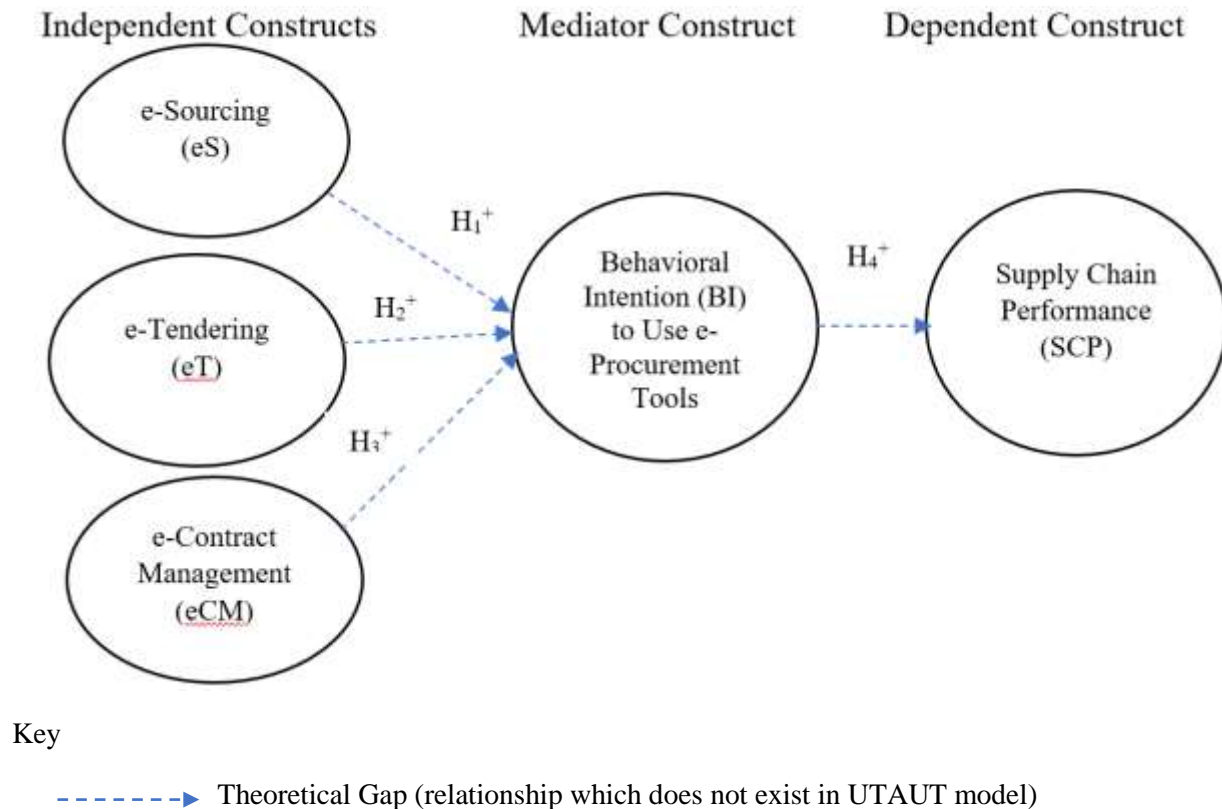 Independent Constructs
Mediator Construct
Dependent Construct
e-Sourcing
(eS)
H₁⁺
e-Tendering
(eT)
H₂⁺
e-Contract
Management
(eCM)
H₃⁺
Behavioral
Intention (BI)
to Use e-
Procurement
Tools
H₄⁺
Supply Chain
Performance
(SCP)
Key
Theoretical Gap (relationship which does not exist in UTAUT model)